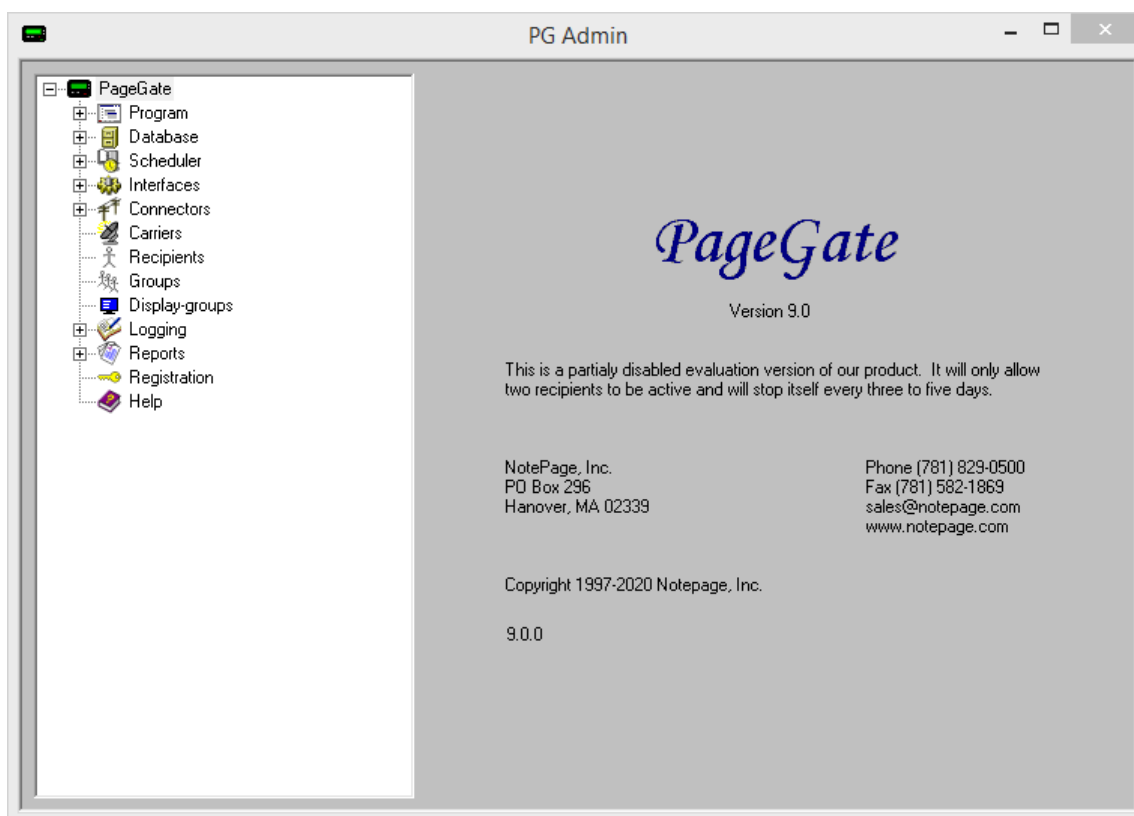 PG Admin
PageGate
Program
Database
Scheduler
Interfaces
Connectors
Carriers
Recipients
Groups
Display-groups
Logging
Reports
Registration
Help
PageGate
Version 9.0
This is a partialy disabled evaluation version of our product.  It will only allow
two recipients to be active and will stop itself every three to five days.
NotePage, Inc.
PO Box 296
Hanover, MA 02339
Phone (781) 829-0500
Fax (781) 582-1869
sales@notepage.com
www.notepage.com
Copyright 1997-2020 Notepage, Inc.
9.0.0